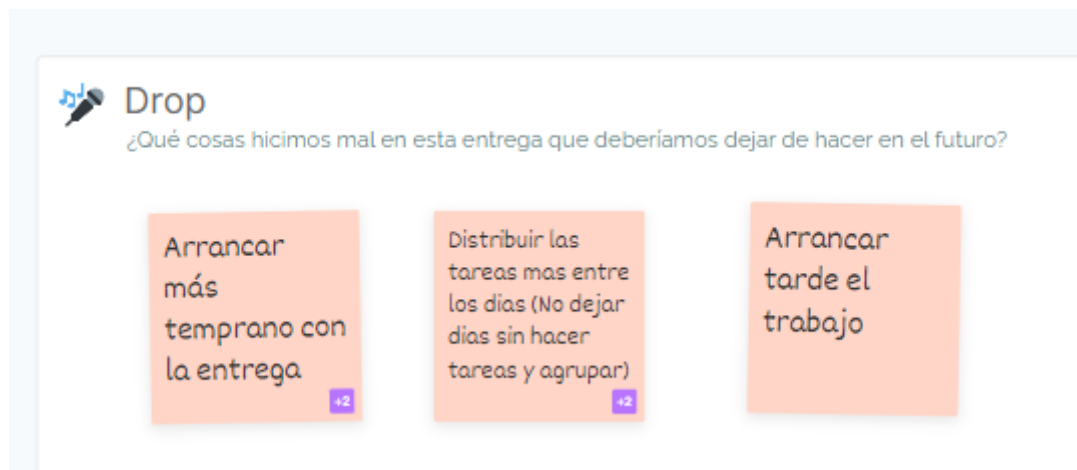 Drop
¿Qué cosas hicimos mal en esta entrega que deberíamos dejar de hacer en el futuro?
Arrancar
más
temprano con
la entrega
+2
Distribuir las
tareas mas entre
los dias (No dejar
dias sin hacer
tareas y agrupar)
+2
Arrancar
tarde el
trabajo